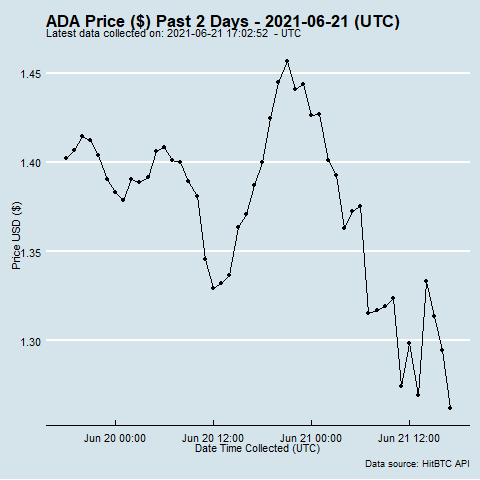 ADA Price ($) Past 2 Days - 2021-06-21 (UTC)
Latest data collected on: 2021-06-21 17:02:52 - UTC
1.45
1.40
1.35
1.30
Price USD ($)
Jun 20 00:00 Jun 20 12:00 Jun 21 00:00 Jun 21 12:00
Date Time Collected (UTC)
Data source: HitBTC API